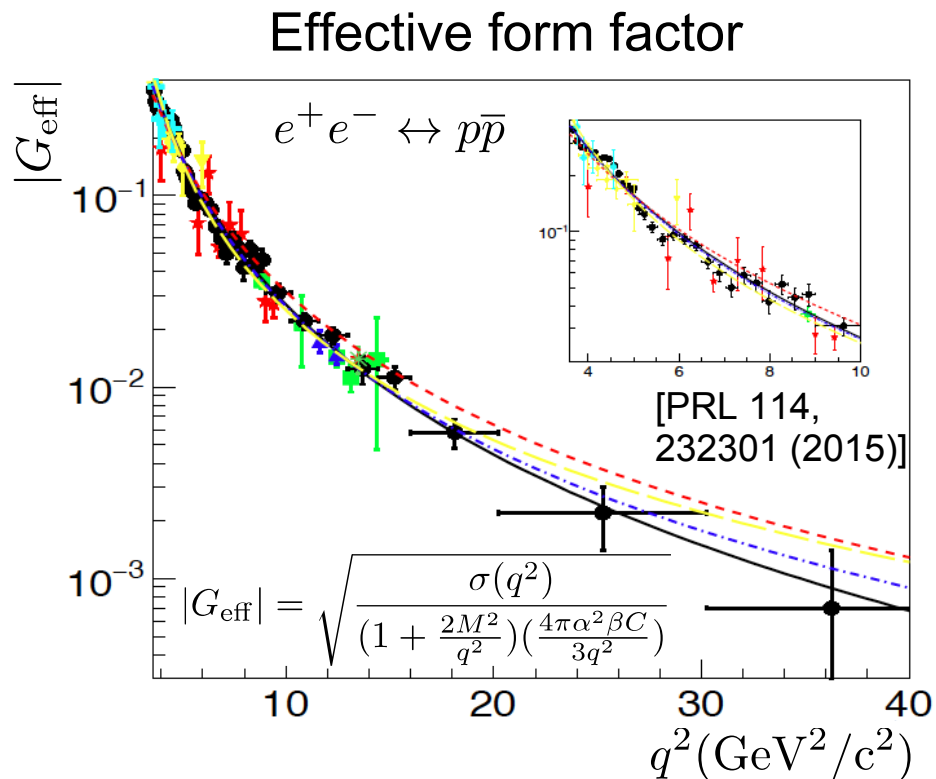 Effective form factor
|G_eff|
e⁺e⁻ ↔ pp̄
10⁻¹
10⁻²
10⁻³
10⁻¹
4 6 8 10
[PRL 114,
232301 (2015)]
|G_eff| = √(σ(q²) / ((1 + 2M²/q²)(4πα²βC/3q²)))
10 20 30 40
q²(GeV²/c²)